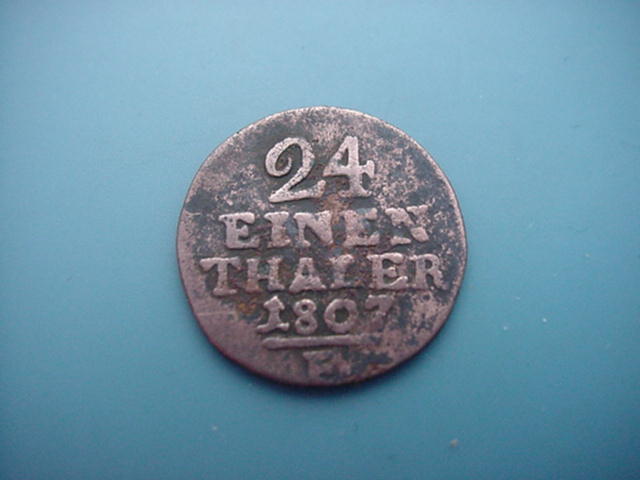 24
EINEN
THALER
1807
F.